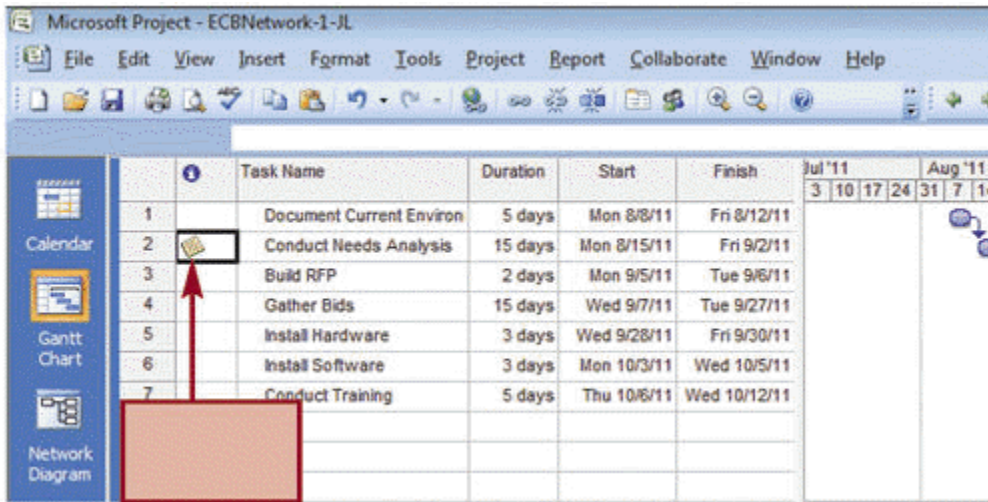 Microsoft Project - ECBNetwork-1-JL
File Edit View Insert Format Tools Project Report Collaborate Window Help
Task Name Duration Start Finish Jul '11 Aug '11
3 10 17 24 31 7
1 Document Current Environ 5 days Mon 8/8/11 Fri 8/12/11
Calendar 2 Conduct Needs Analysis 15 days Mon 8/15/11 Fri 9/2/11
3 Build RFP 2 days Mon 9/5/11 Tue 9/6/11
4 Gather Bids 15 days Wed 9/7/11 Tue 9/27/11
Gantt Chart 5 Install Hardware 3 days Wed 9/28/11 Fri 9/30/11
6 Install Software 3 days Mon 10/3/11 Wed 10/5/11
7 Conduct Training 5 days Thu 10/6/11 Wed 10/12/11
Network
Diagram